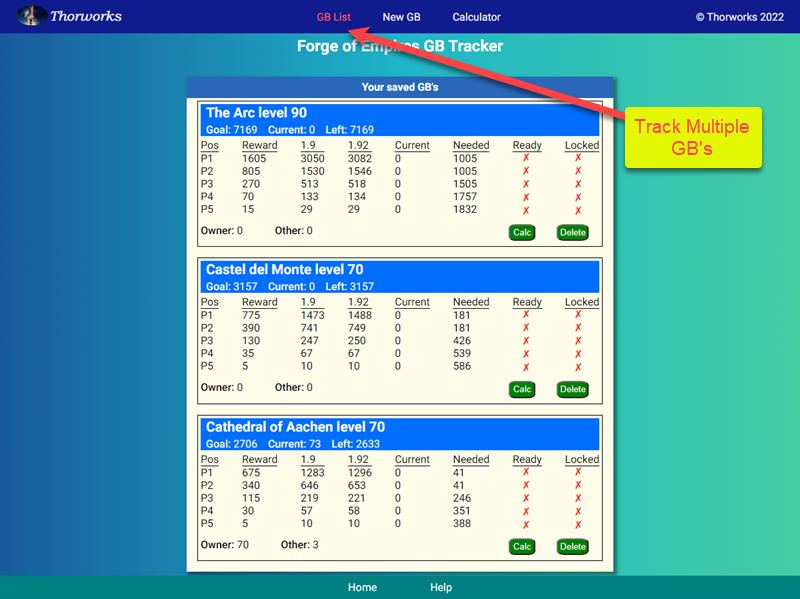 Thorworks GB List New GB Calculator © Thorworks 2022
Forge of Empires GB Tracker
Track Multiple
GB's
Your saved GB's
The Arc level 90
Goal: 7169 Current: 0 Left: 7169
Pos Reward 1.9 1.92 Current Needed Ready Locked
P1 1605 3050 3082 0 1005 ✗ ✗
P2 805 1530 1546 0 1005 ✗ ✗
P3 270 513 518 0 1505 ✗ ✗
P4 70 133 134 0 1757 ✗ ✗
P5 15 29 29 0 1832 ✗ ✗
Owner: 0 Other: 0 Calc Delete
Castel del Monte level 70
Goal: 3157 Current: 0 Left: 3157
Pos Reward 1.9 1.92 Current Needed Ready Locked
P1 775 1473 1488 0 181 ✗ ✗
P2 390 741 749 0 181 ✗ ✗
P3 130 247 250 0 426 ✗ ✗
P4 35 67 67 0 539 ✗ ✗
P5 5 10 10 0 586 ✗ ✗
Owner: 0 Other: 0 Calc Delete
Cathedral of Aachen level 70
Goal: 2706 Current: 73 Left: 2633
Pos Reward 1.9 1.92 Current Needed Ready Locked
P1 675 1283 1296 0 41 ✗ ✗
P2 340 646 653 0 41 ✗ ✗
P3 115 219 221 0 246 ✗ ✗
P4 30 57 58 0 351 ✗ ✗
P5 5 10 10 0 388 ✗ ✗
Owner: 70 Other: 3 Calc Delete
Home Help